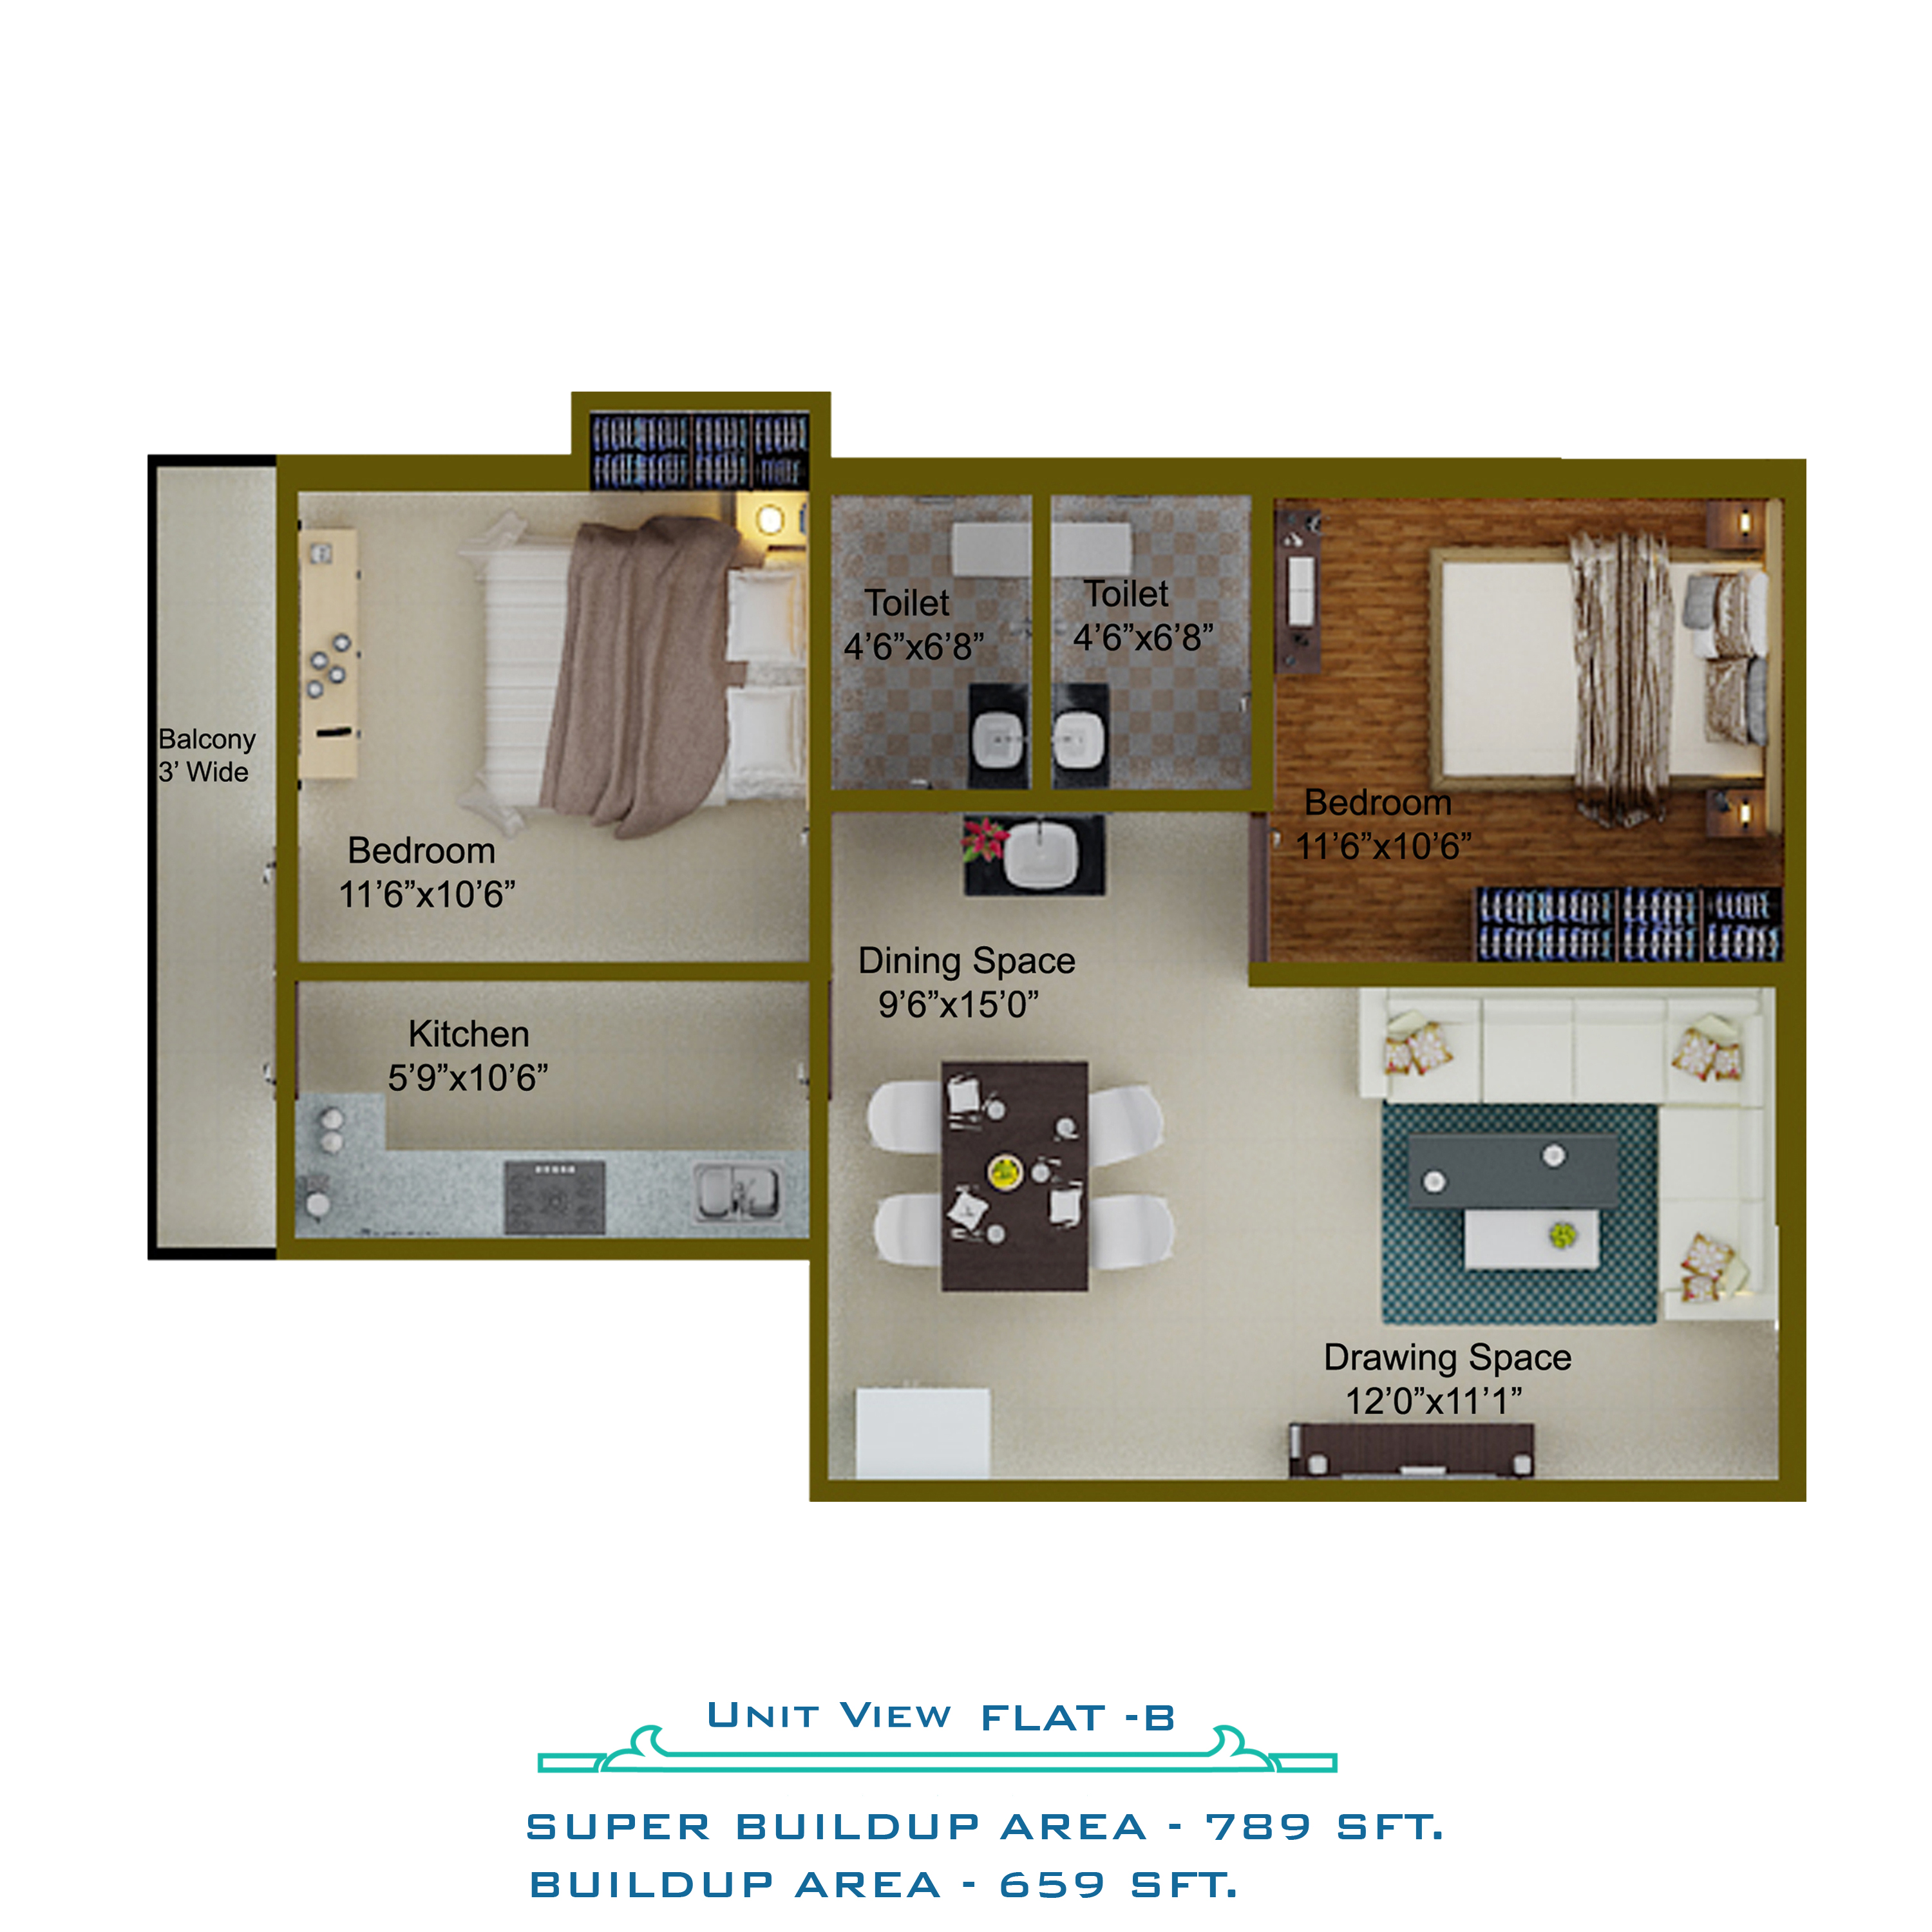 Toilet
4’6”x6’8”
Toilet
4’6”x6’8”
Balcony
3’ Wide
Bedroom
11’6”x10’6”
Bedroom
11’6”x10’6”
Dining Space
9’6”x15’0”
Kitchen
5’9”x10’6”
Drawing Space
12’0”x11’1”
UNIT VIEW FLAT -B
SUPER BUILDUP AREA - 789 SFT.
BUILDUP AREA - 659 SFT.